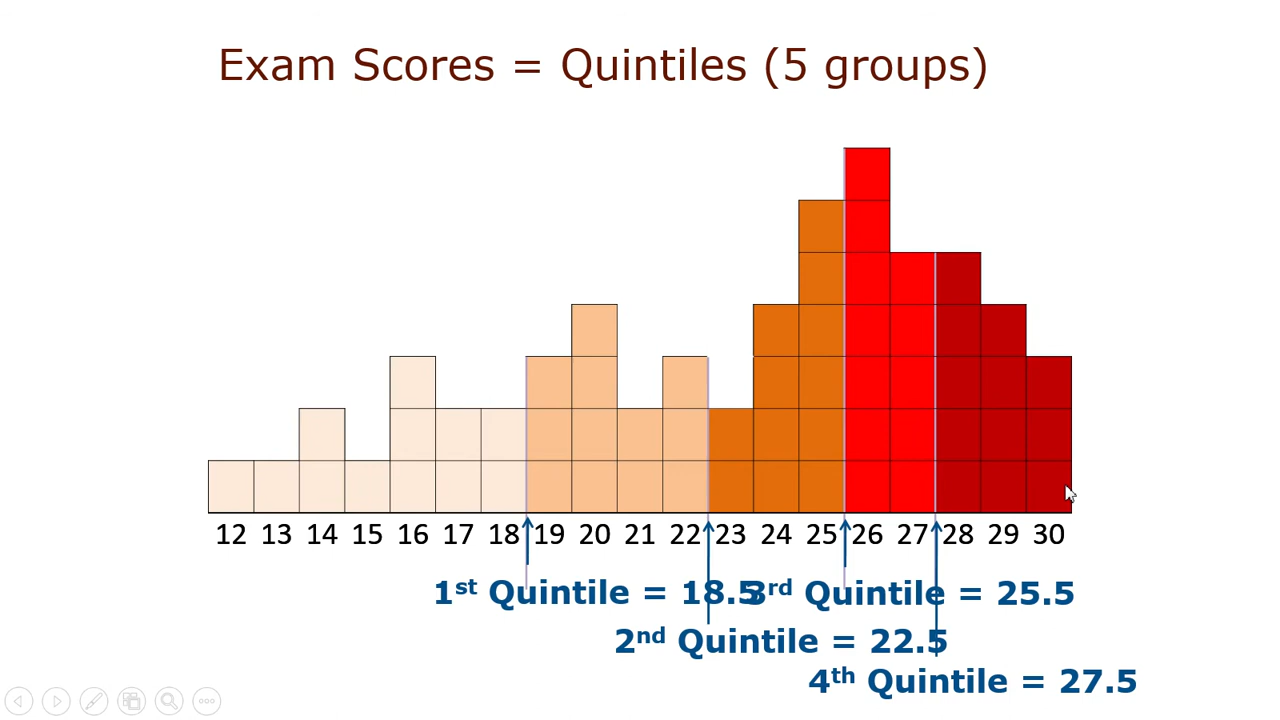 Exam Scores = Quintiles (5 groups)
12 13 14 15 16 17 18 19 20 21 22 23 24 25 26 27 28 29 30
1st Quintile = 18.5 3rd Quintile = 25.5
2nd Quintile = 22.5
4th Quintile = 27.5